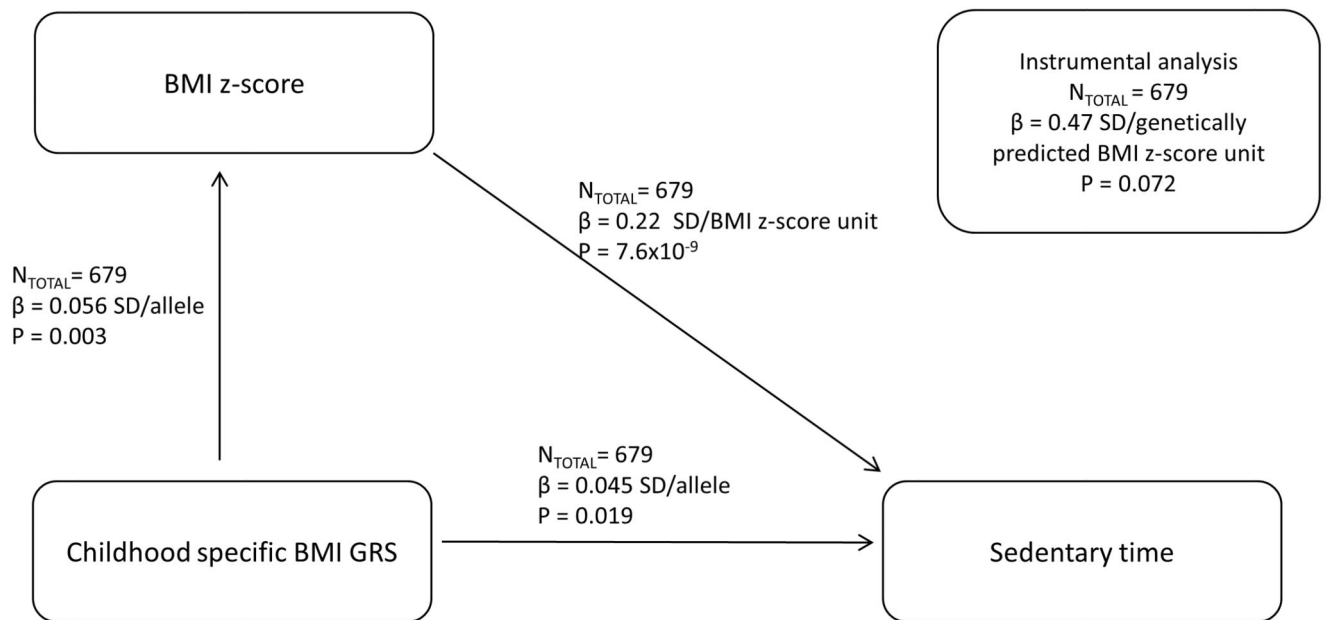 BMI z-score
Instrumental analysis
N_TOTAL = 679
β = 0.47 SD/genetically
predicted BMI z-score unit
P = 0.072
N_TOTAL= 679
β = 0.22  SD/BMI z-score unit
P = 7.6x10⁻⁹
N_TOTAL= 679
β = 0.056 SD/allele
P = 0.003
N_TOTAL= 679
β = 0.045 SD/allele
P = 0.019
Childhood specific BMI GRS
Sedentary time